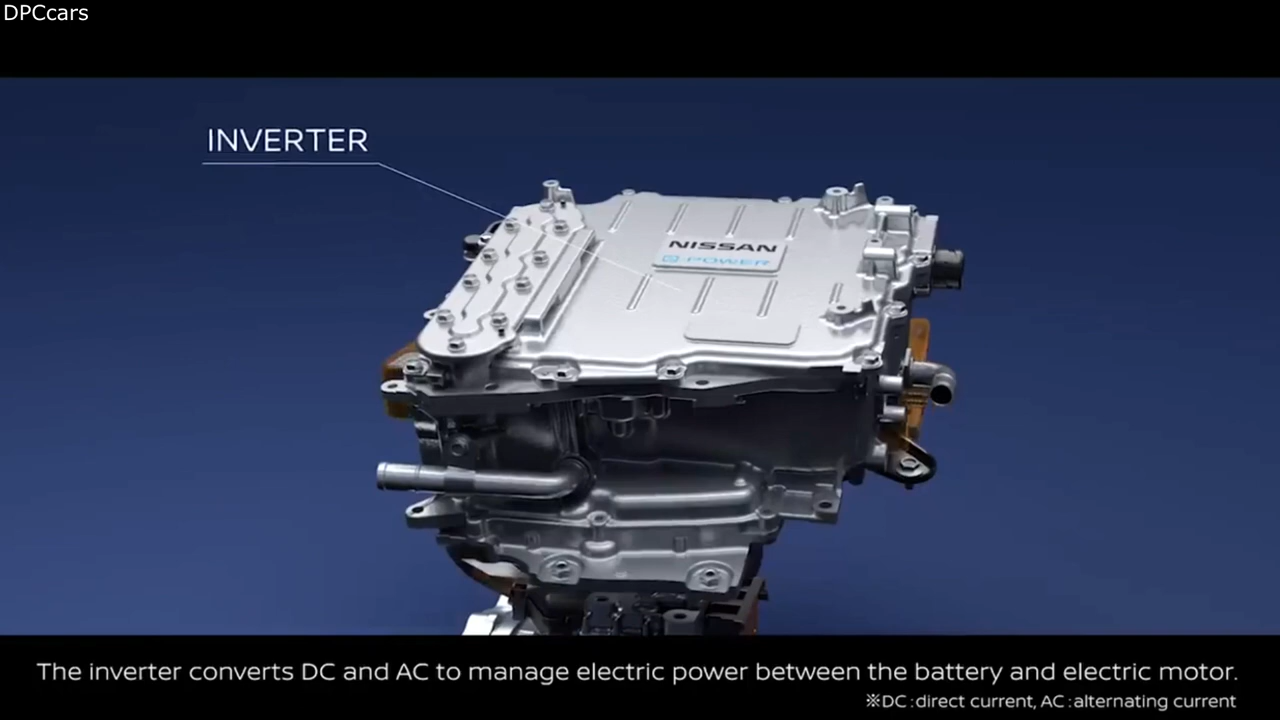 DPCcars
INVERTER
NISSAN
e-POWER
The inverter converts DC and AC to manage electric power between the battery and electric motor.
※DC : direct current, AC : alternating current